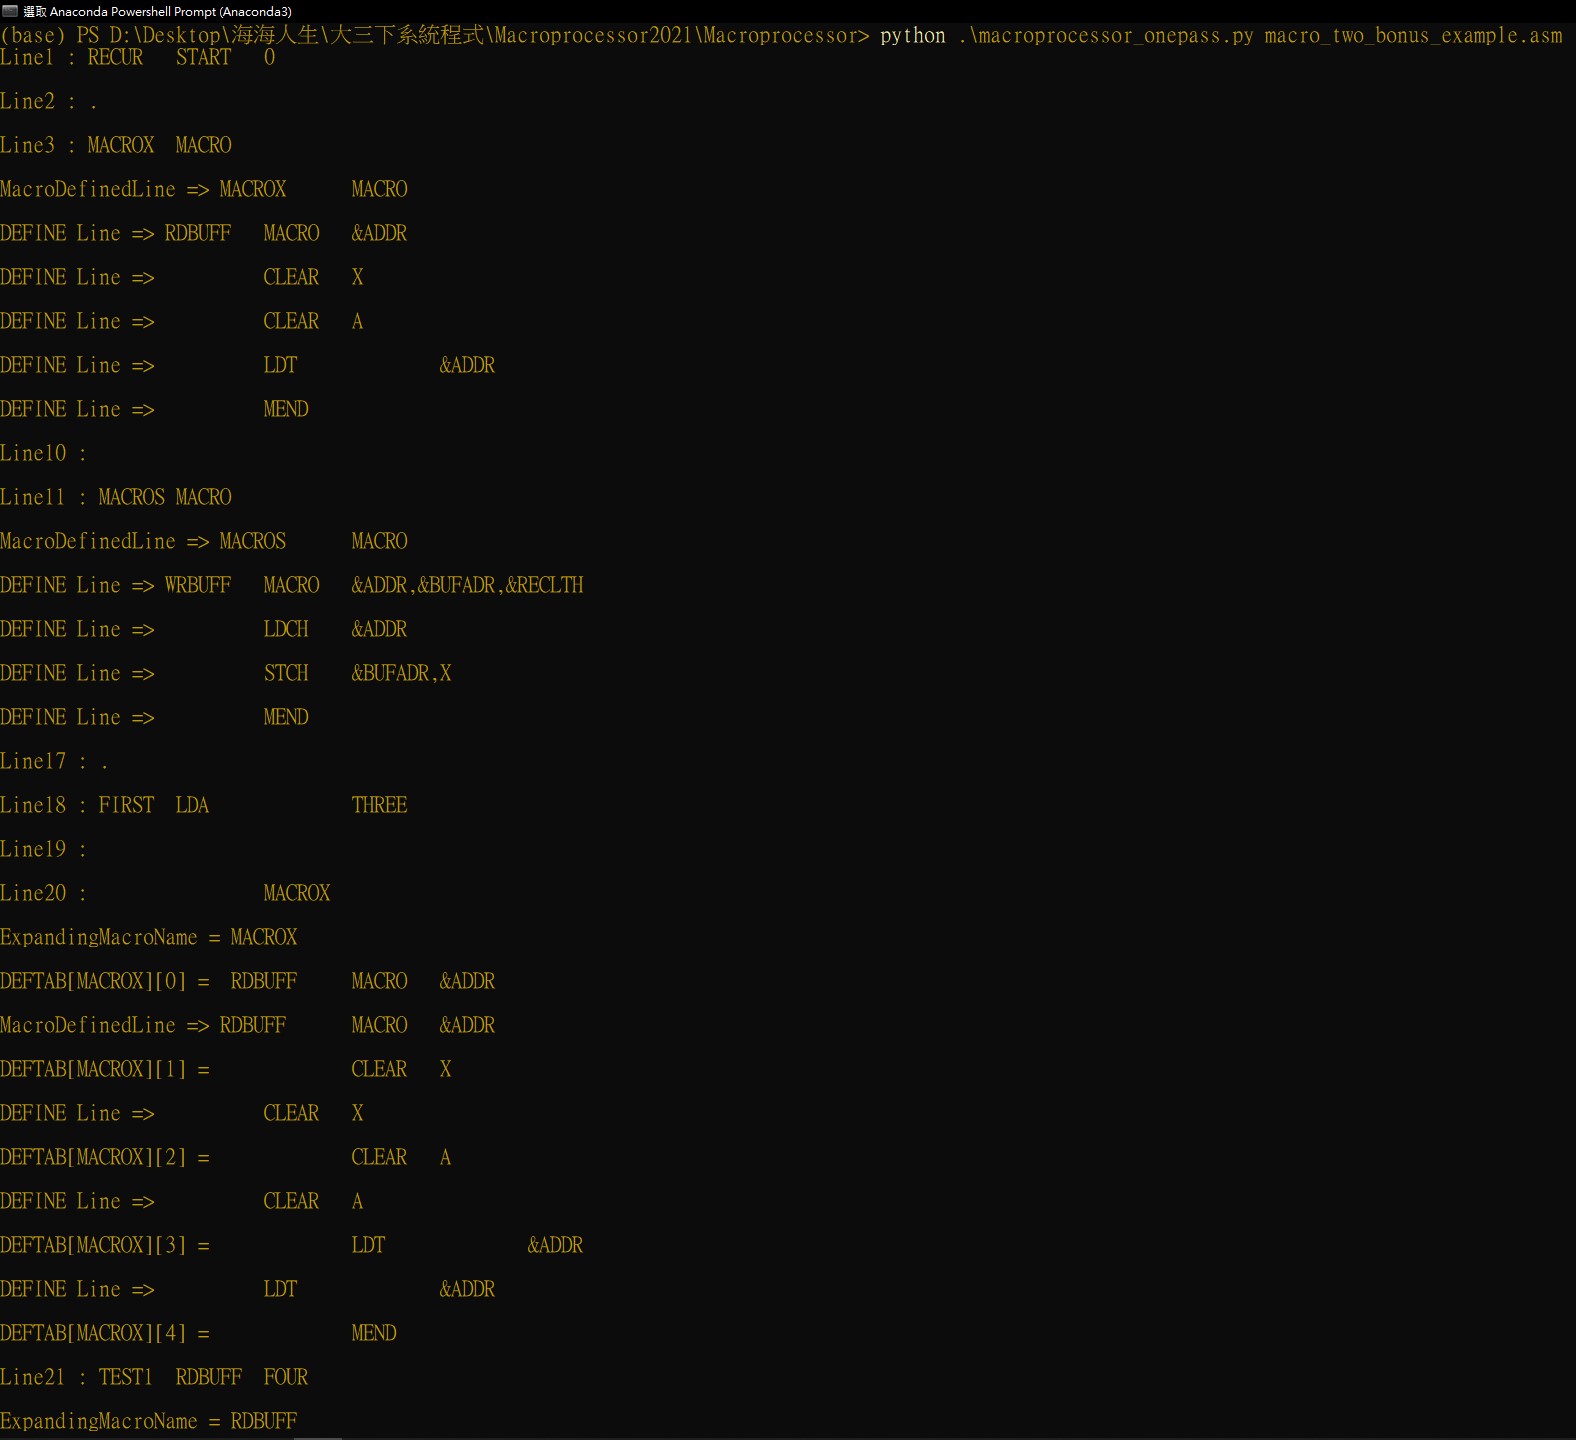 選取 Anaconda Powershell Prompt (Anaconda3)
(base) PS D:\Desktop\海海人生\大三下系統程式\Macroprocessor2021\Macroprocessor> python .\macroprocessor_onepass.py macro_two_bonus_example.asm
Line1 : RECUR   START   0
Line2 : .
Line3 : MACROX  MACRO
MacroDefinedLine => MACROX      MACRO
DEFINE Line => RDBUFF   MACRO   &ADDR
DEFINE Line =>          CLEAR   X
DEFINE Line =>          CLEAR   A
DEFINE Line =>          LDT             &ADDR
DEFINE Line =>          MEND
Line10 :
Line11 : MACROS MACRO
MacroDefinedLine => MACROS      MACRO
DEFINE Line => WRBUFF   MACRO   &ADDR,&BUFADR,&RECLTH
DEFINE Line =>          LDCH    &ADDR
DEFINE Line =>          STCH    &BUFADR,X
DEFINE Line =>          MEND
Line17 : .
Line18 : FIRST  LDA             THREE
Line19 :
Line20 :                MACROX
ExpandingMacroName = MACROX
DEFTAB[MACROX][0] =  RDBUFF     MACRO   &ADDR
MacroDefinedLine => RDBUFF      MACRO   &ADDR
DEFTAB[MACROX][1] =             CLEAR   X
DEFINE Line =>          CLEAR   X
DEFTAB[MACROX][2] =             CLEAR   A
DEFINE Line =>          CLEAR   A
DEFTAB[MACROX][3] =             LDT             &ADDR
DEFINE Line =>          LDT             &ADDR
DEFTAB[MACROX][4] =             MEND
Line21 : TEST1  RDBUFF  FOUR
ExpandingMacroName = RDBUFF